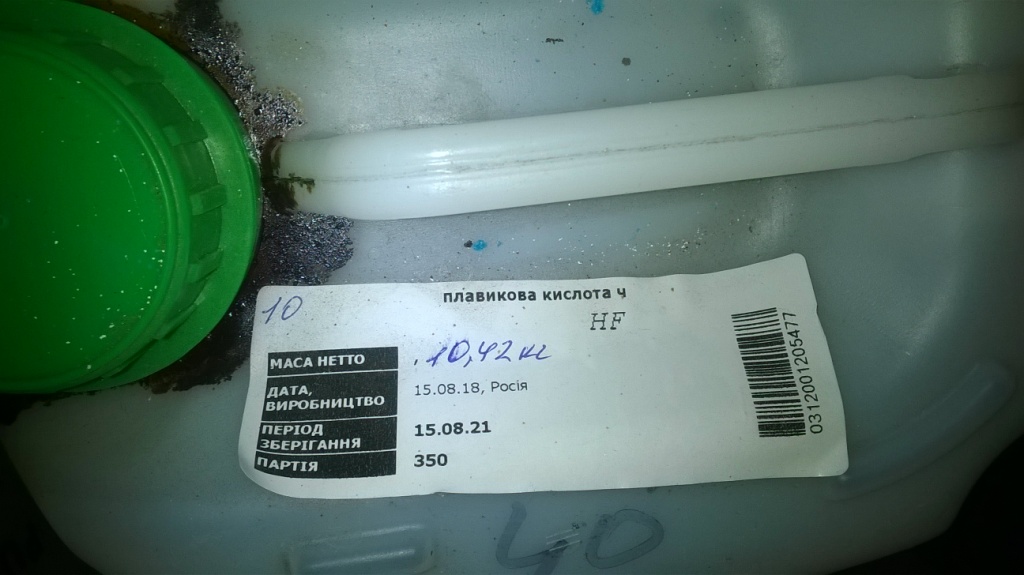 10
плавикова кислота ч
HF
МАСА НЕТТО 10,42 кг
ДАТА, ВИРОБНИЦТВО 15.08.18, Росія
ПЕРІОД ЗБЕРІГАННЯ 15.08.21
ПАРТІЯ 350
0312001205477
40